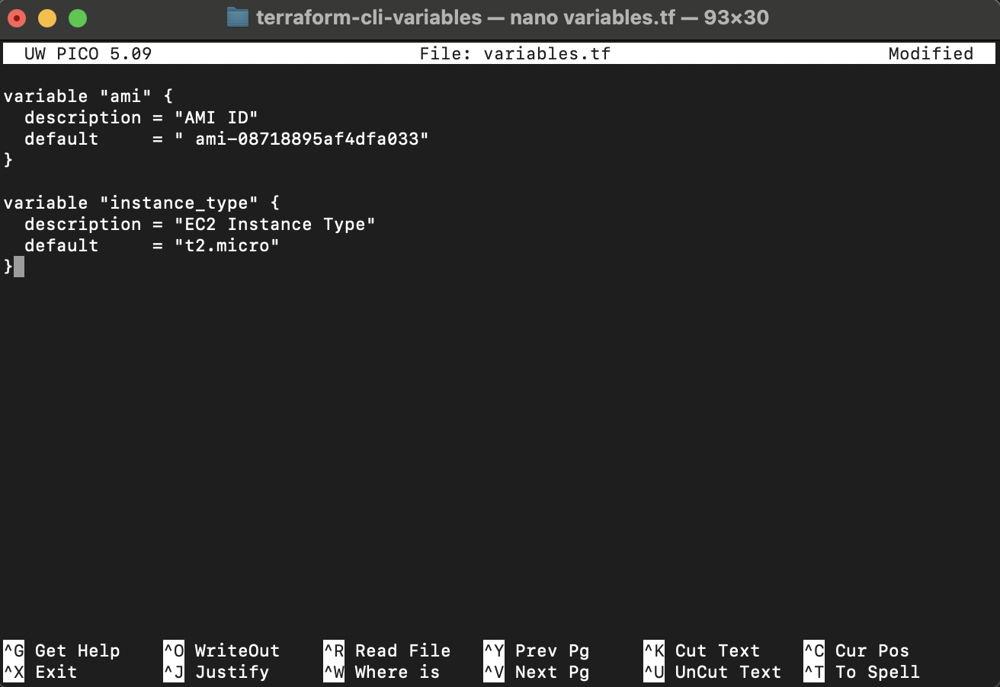 terraform-cli-variables — nano variables.tf — 93×30
UW PICO 5.09 File: variables.tf Modified
variable "ami" {
  description = "AMI ID"
  default     = " ami-08718895af4dfa033"
}
variable "instance_type" {
  description = "EC2 Instance Type"
  default     = "t2.micro"
}
^G Get Help ^O WriteOut ^R Read File ^Y Prev Pg ^K Cut Text ^C Cur Pos
^X Exit ^J Justify ^W Where is ^V Next Pg ^U UnCut Text ^T To Spell